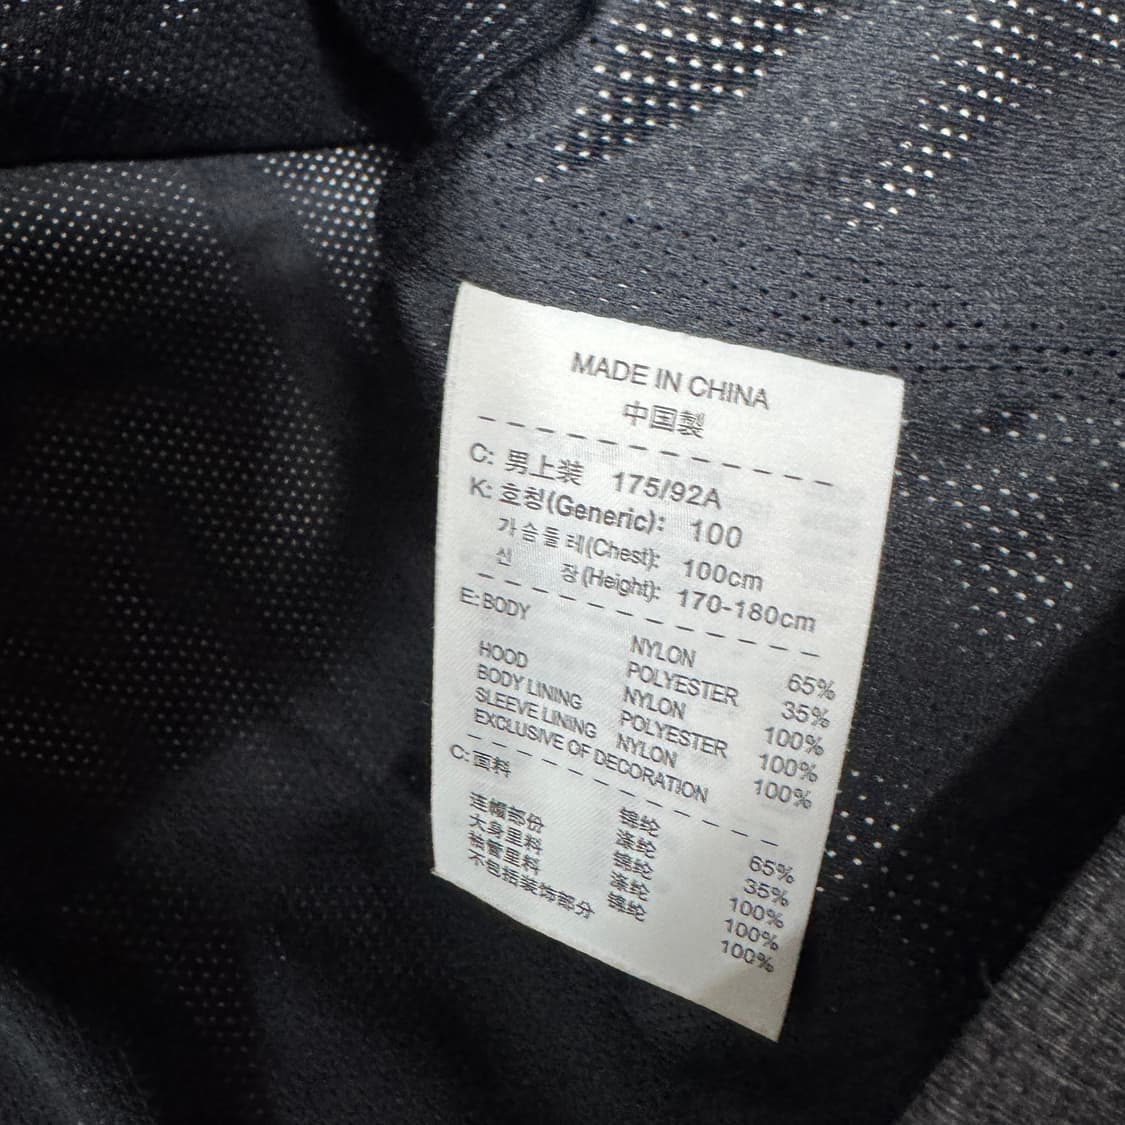 MADE IN CHINA
中国製
C: 男上装 175/92A
K: 호칭(Generic): 100
가슴둘레(Chest): 100cm
신 장(Height): 170-180cm
E: BODY NYLON 65%
POLYESTER 35%
HOOD NYLON 100%
BODY LINING POLYESTER 100%
SLEEVE LINING NYLON 100%
EXCLUSIVE OF DECORATION
C: 面料 锦纶 65%
涤纶 35%
连帽部份 锦纶 100%
大身里料 涤纶 100%
袖管里料 锦纶 100%
不包括装饰部分